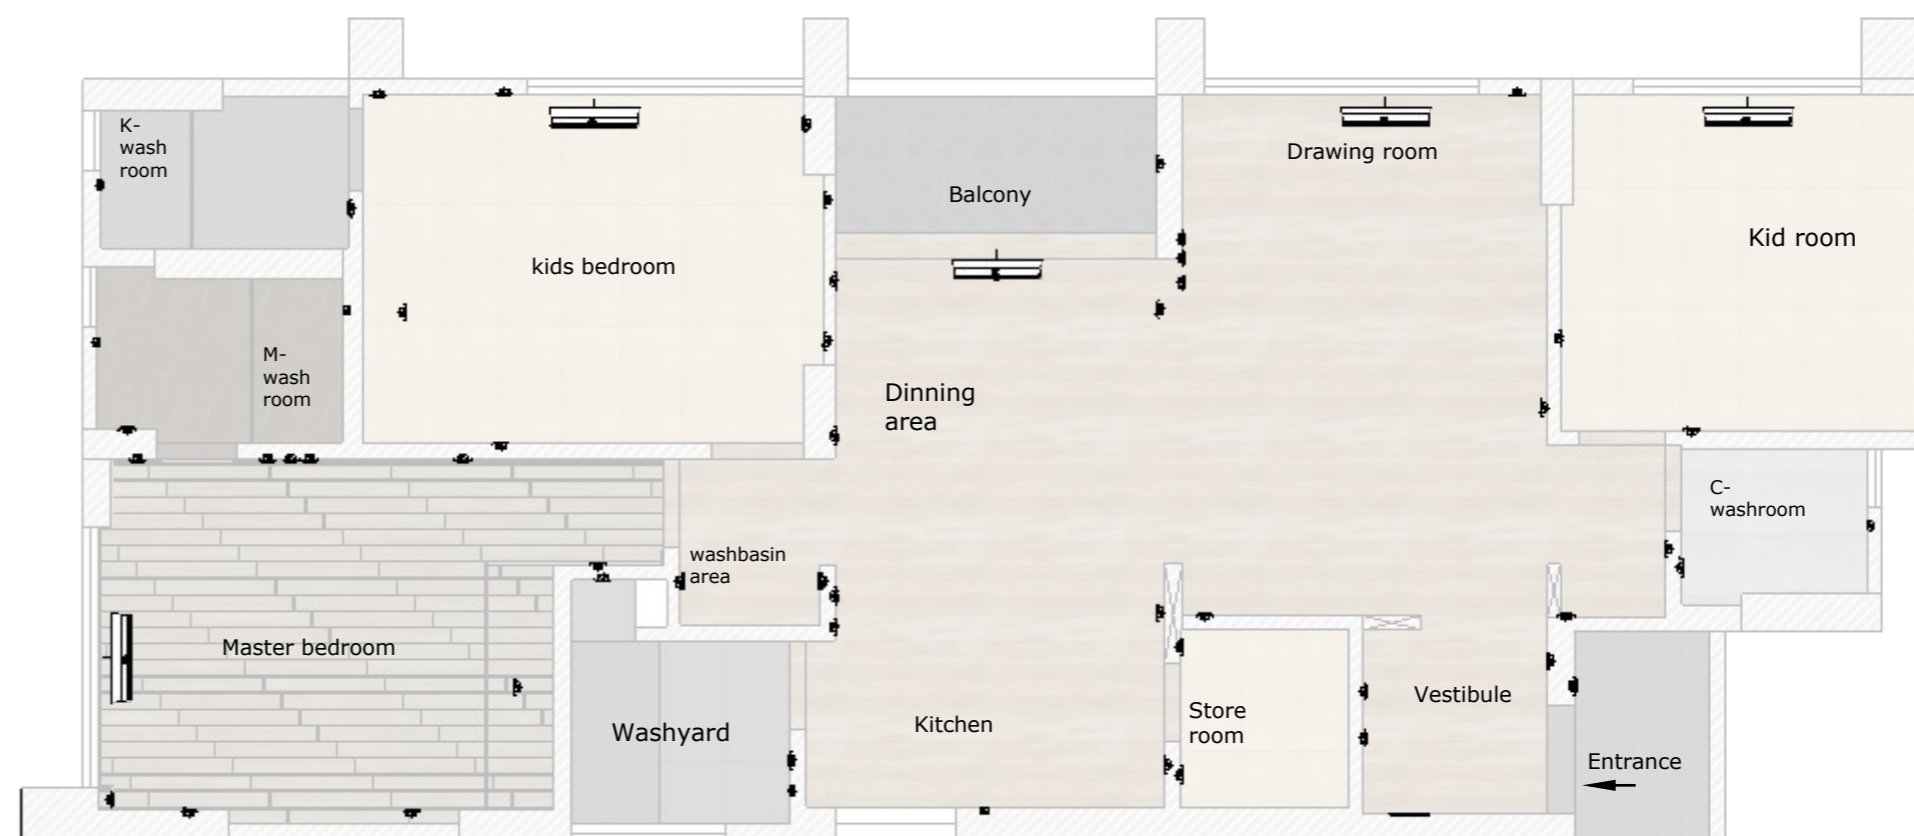 K-
wash
room
Drawing room
Balcony
Kid room
kids bedroom
M-
wash
room
Dinning
area
C-
washroom
washbasin
area
Master bedroom
Washyard
Kitchen
Store
room
Vestibule
Entrance